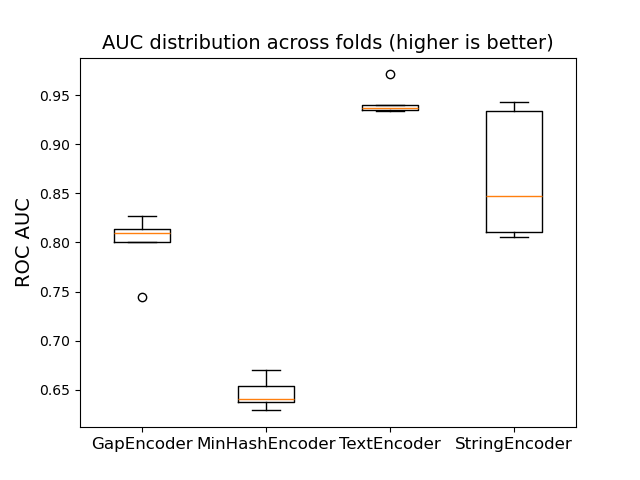 AUC distribution across folds (higher is better)
ROC AUC
0.95
0.90
0.85
0.80
0.75
0.70
0.65
GapEncoder MinHashEncoder TextEncoder StringEncoder